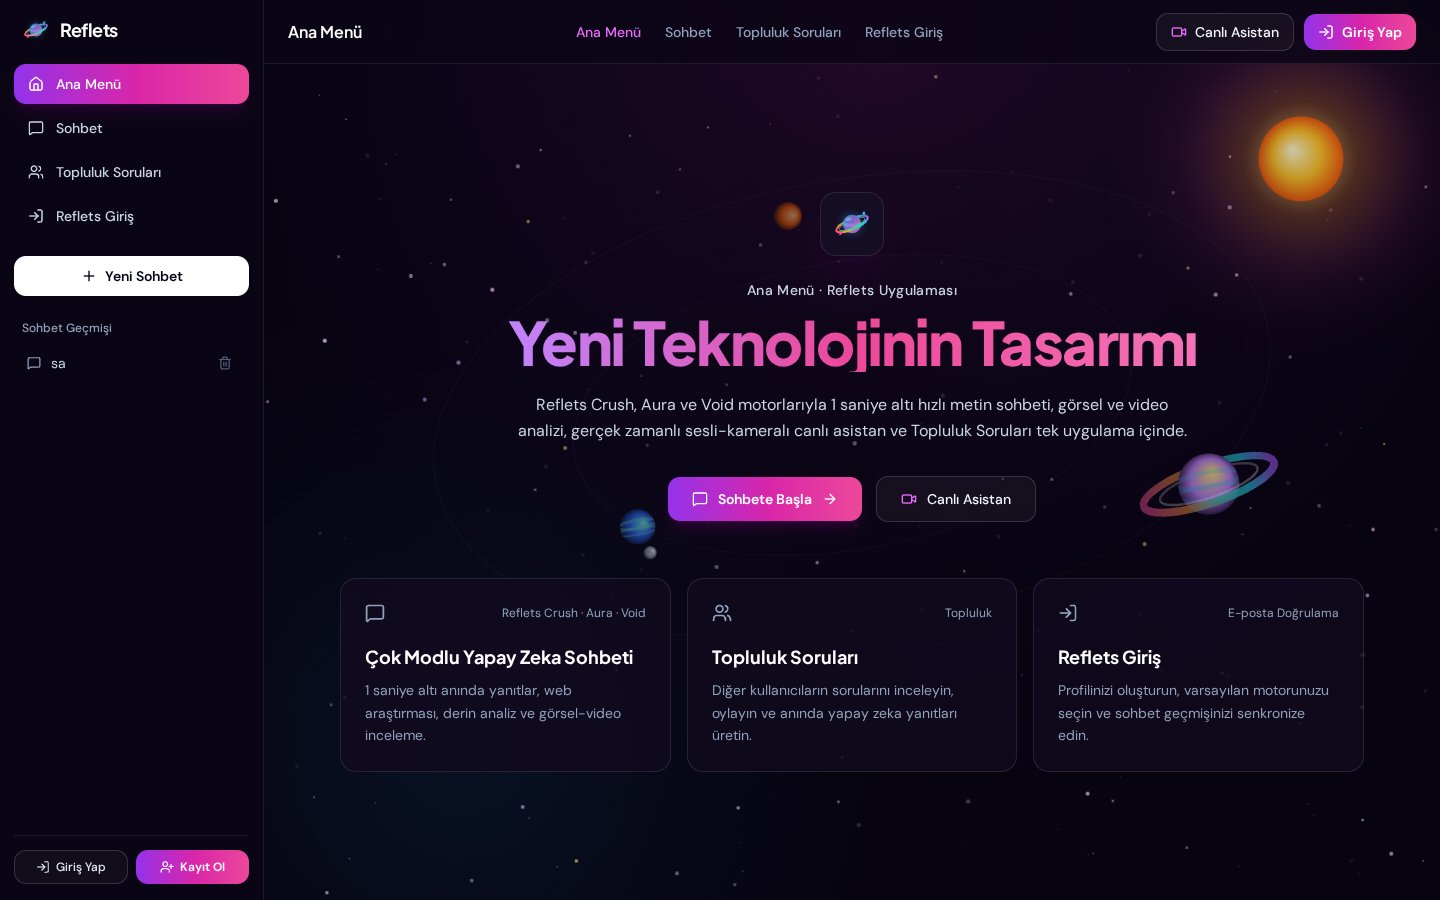 Reflets
Ana Menü
Sohbet
Topluluk Soruları
Reflets Giriş
Yeni Sohbet
Sohbet Geçmişi
sa
Giriş Yap
Kayıt Ol
Ana Menü
Ana Menü
Sohbet
Topluluk Soruları
Reflets Giriş
Canlı Asistan
Giriş Yap
Ana Menü · Reflets Uygulaması
Yeni Teknolojinin Tasarımı
Reflets Crush, Aura ve Void motorlarıyla 1 saniye altı hızlı metin sohbeti, görsel ve video
analizi, gerçek zamanlı sesli-kameralı canlı asistan ve Topluluk Soruları tek uygulama içinde.
Sohbete Başla
Canlı Asistan
Reflets Crush · Aura · Void
Çok Modlu Yapay Zeka Sohbeti
1 saniye altı anında yanıtlar, web
araştırması, derin analiz ve görsel-video
inceleme.
Topluluk
Topluluk Soruları
Diğer kullanıcıların sorularını inceleyin,
oylayın ve anında yapay zeka yanıtları
üretin.
E-posta Doğrulama
Reflets Giriş
Profilinizi oluşturun, varsayılan motorunuzu
seçin ve sohbet geçmişinizi senkronize
edin.